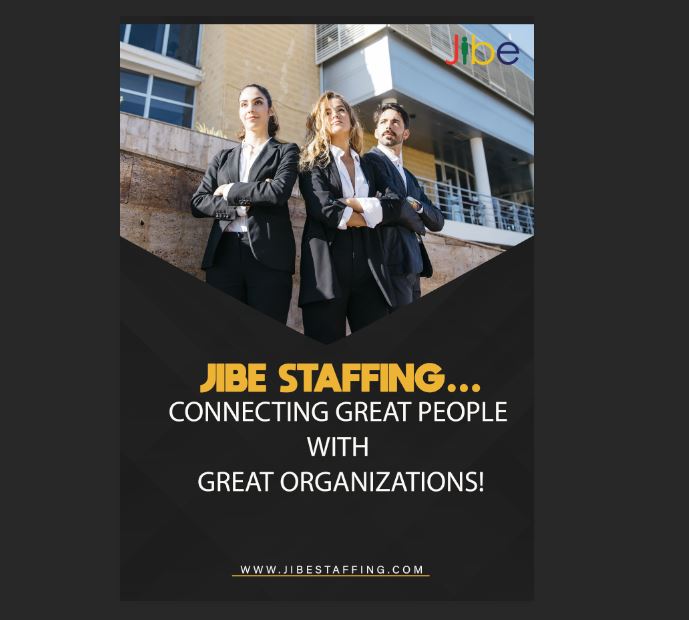 Jibe
JIBE STAFFING...
CONNECTING GREAT PEOPLE
WITH
GREAT ORGANIZATIONS!
WWW.JIBESTAFFING.COM